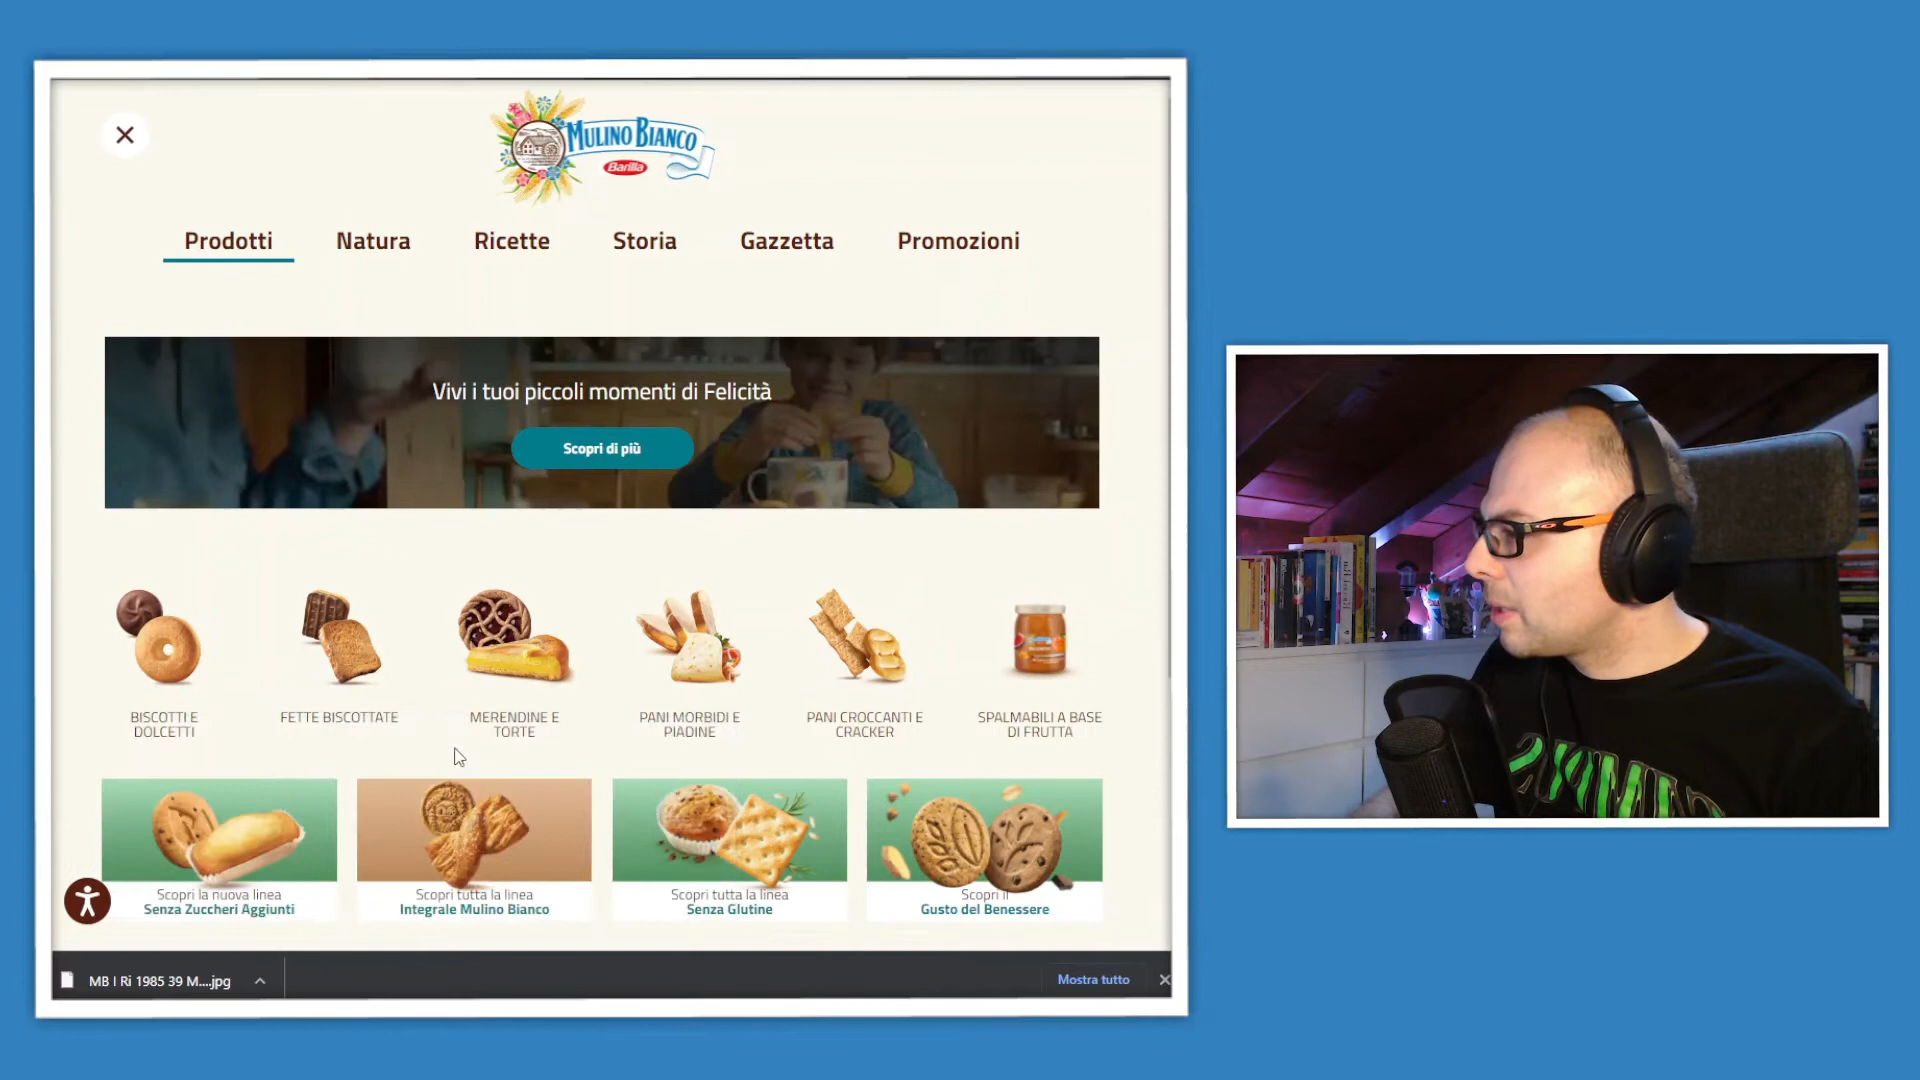 MULINO BIANCO
Barilla
Prodotti
Natura
Ricette
Storia
Gazzetta
Promozioni
Vivi i tuoi piccoli momenti di Felicità
Scopri di più
BISCOTTI E
DOLCETTI
FETTE BISCOTTATE
MERENDINE E
TORTE
PANI MORBIDI E
PIADINE
PANI CROCCANTI E
CRACKER
SPALMABILI A BASE
DI FRUTTA
Scopri la nuova linea
Senza Zuccheri Aggiunti
Scopri tutta la linea
Integrale Mulino Bianco
Scopri tutta la linea
Senza Glutine
Scopri il
Gusto del Benessere
MB I Ri 1985 39 M....jpg
Mostra tutto